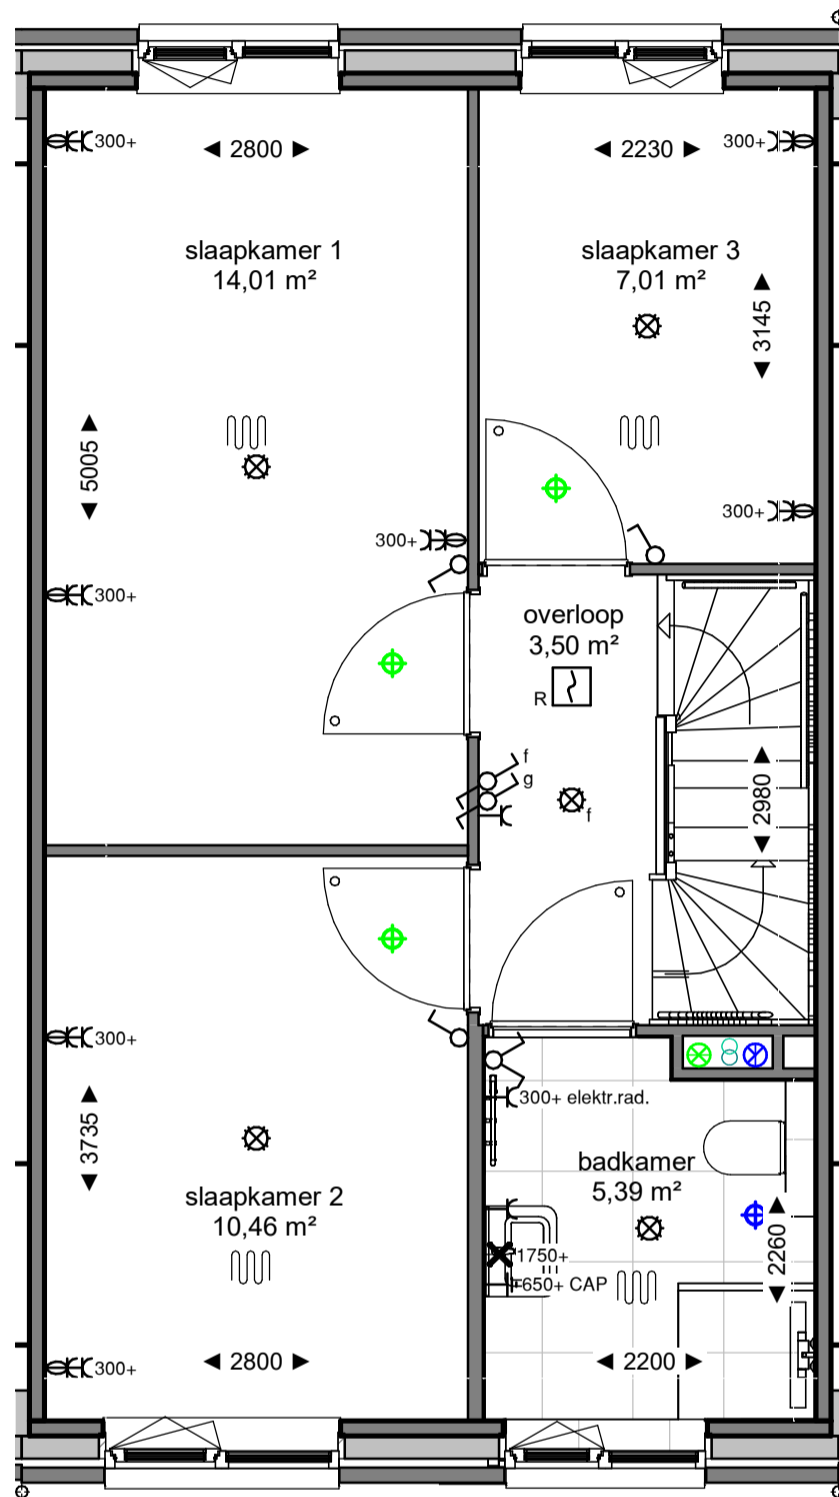 300+
◄ 2800 ►
◄ 2230 ►
300+
slaapkamer 1
14,01 m²
slaapkamer 3
7,01 m²
◄ 3145 ►
◄ 5005 ►
300+
300+
300+
overloop
3,50 m²
R
f
g
f
◄ 2980 ►
300+
300+ elektr.rad.
◄ 3735 ►
badkamer
5,39 m²
slaapkamer 2
10,46 m²
1750+
650+ CAP
◄ 2260 ►
300+
◄ 2800 ►
◄ 2200 ►